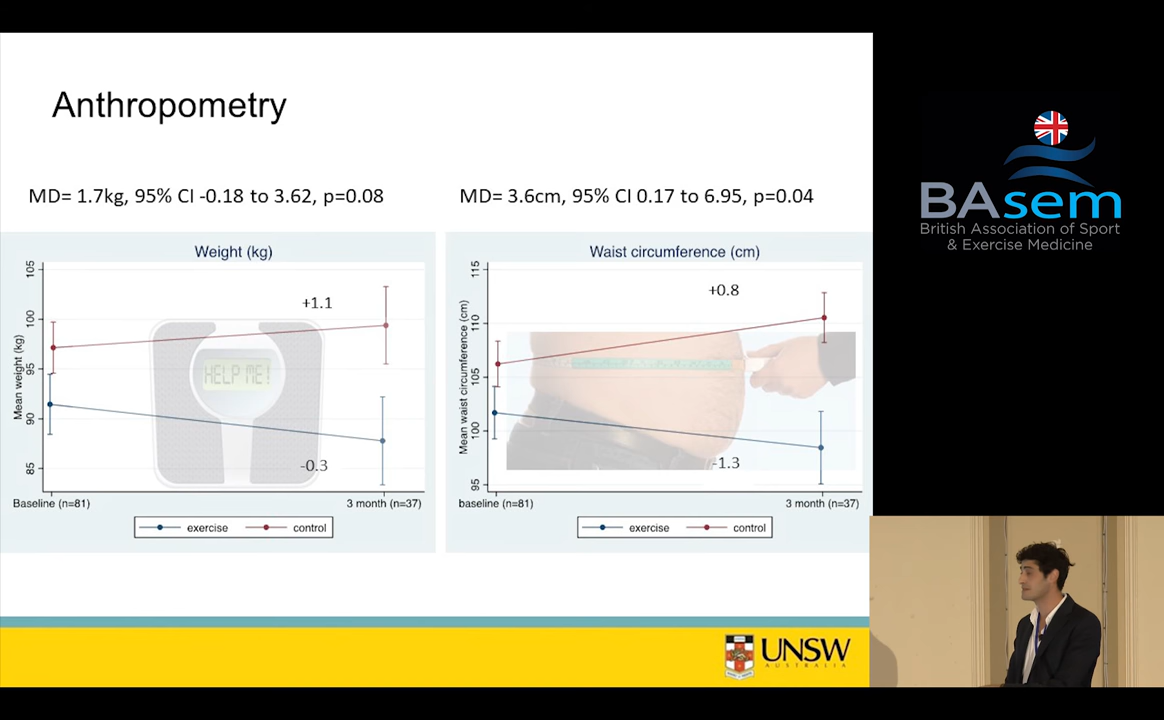 Anthropometry
MD= 1.7kg, 95% CI -0.18 to 3.62, p=0.08
MD= 3.6cm, 95% CI 0.17 to 6.95, p=0.04
Weight (kg)
105
100
95
90
85
Mean weight (kg)
+1.1
HELP ME!
-0.3
Baseline (n=81)
3 month (n=37)
exercise
control
Waist circumference (cm)
115
110
105
100
95
Mean waist circumference (cm)
+0.8
-1.3
baseline (n=81)
3 month (n=37)
exercise
control
UNSW
AUSTRALIA
BAsem
British Association of Sport
& Exercise Medicine